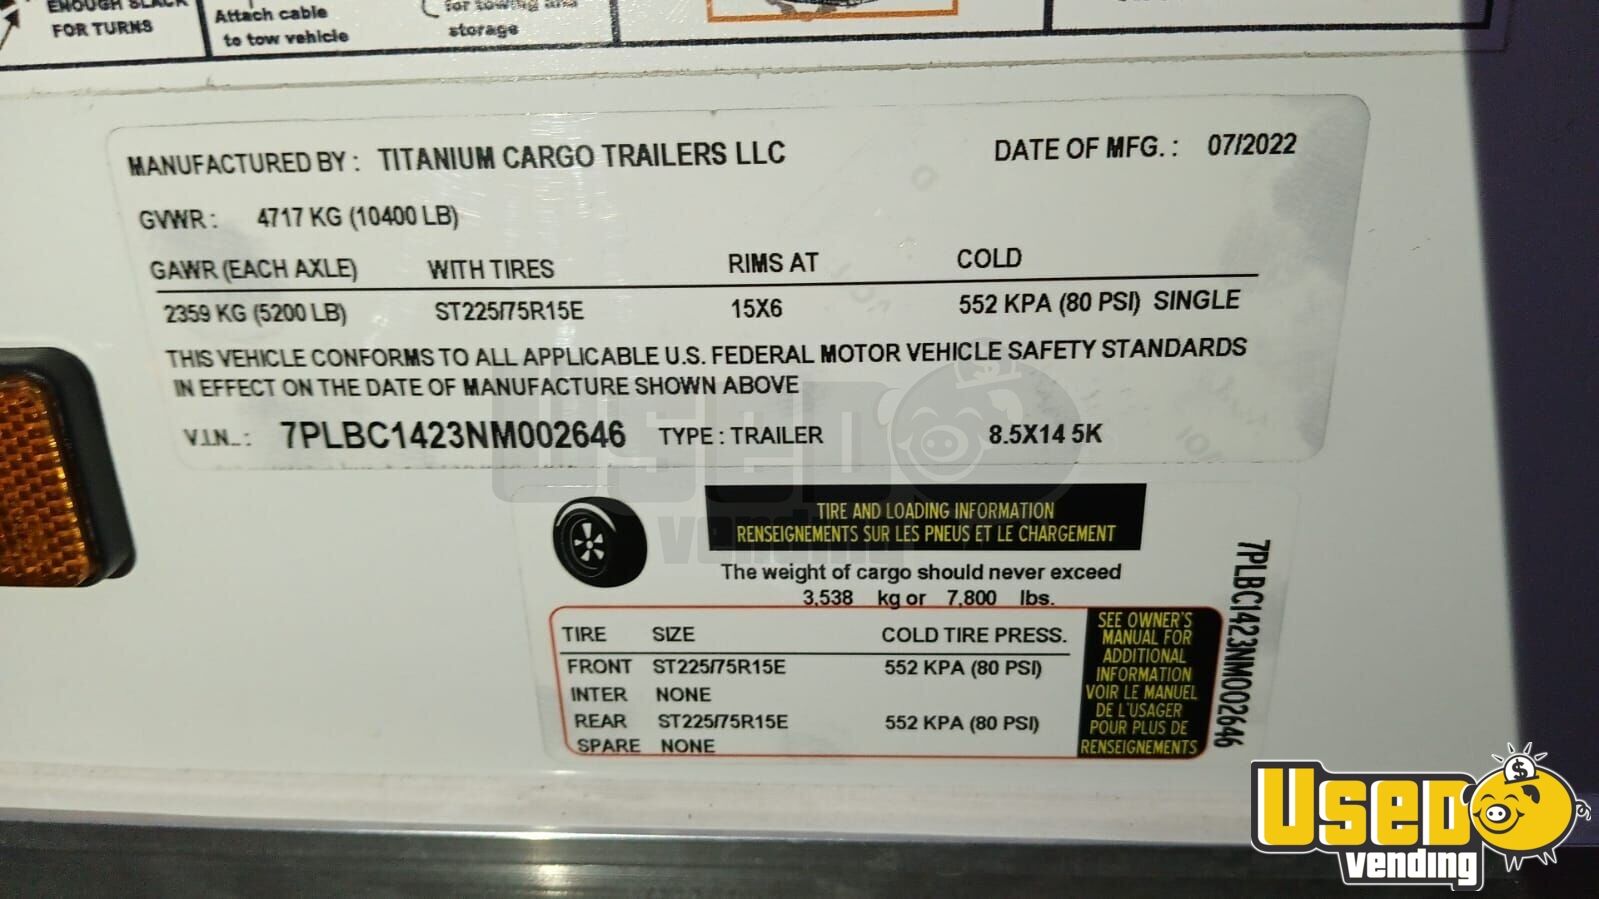 ENOUGH SLACK
FOR TURNS
Attach cable
to tow vehicle
for towing and
storage
MANUFACTURED BY : TITANIUM CARGO TRAILERS LLC DATE OF MFG. : 07/2022
GVWR : 4717 KG (10400 LB)
GAWR (EACH AXLE) WITH TIRES RIMS AT COLD
2359 KG (5200 LB) ST225/75R15E 15X6 552 KPA (80 PSI) SINGLE
THIS VEHICLE CONFORMS TO ALL APPLICABLE U.S. FEDERAL MOTOR VEHICLE SAFETY STANDARDS
IN EFFECT ON THE DATE OF MANUFACTURE SHOWN ABOVE
V.I.N.. : 7PLBC1423NM002646 TYPE : TRAILER 8.5X14 5K
TIRE AND LOADING INFORMATION
RENSEIGNEMENTS SUR LES PNEUS ET LE CHARGEMENT
The weight of cargo should never exceed
3,538 kg or 7,800 lbs.
TIRE SIZE COLD TIRE PRESS.
FRONT ST225/75R15E 552 KPA (80 PSI)
INTER NONE
REAR ST225/75R15E 552 KPA (80 PSI)
SPARE NONE
SEE OWNER'S
MANUAL FOR
ADDITIONAL
INFORMATION
VOIR LE MANUEL
DE L'USAGER
POUR PLUS DE
RENSEIGNEMENTS
7PLBC1423NM002646
USED
vending
USED
vending